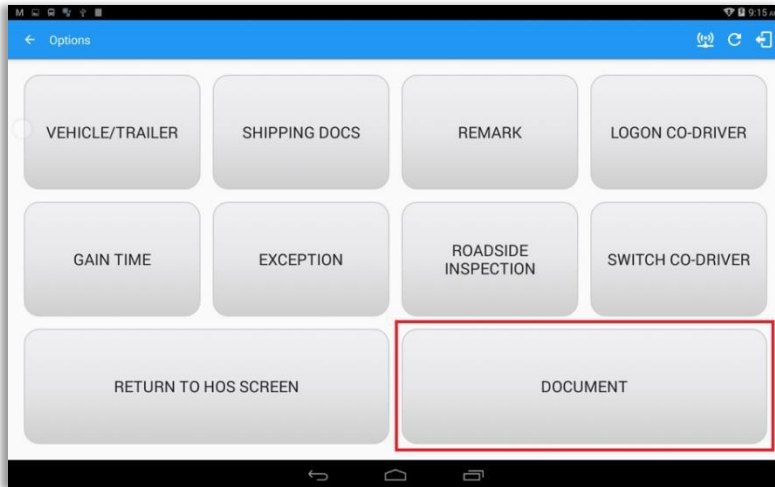 M
9:15 AM
Options
VEHICLE/TRAILER
SHIPPING DOCS
REMARK
LOGON CO-DRIVER
GAIN TIME
EXCEPTION
ROADSIDE
INSPECTION
SWITCH CO-DRIVER
RETURN TO HOS SCREEN
DOCUMENT